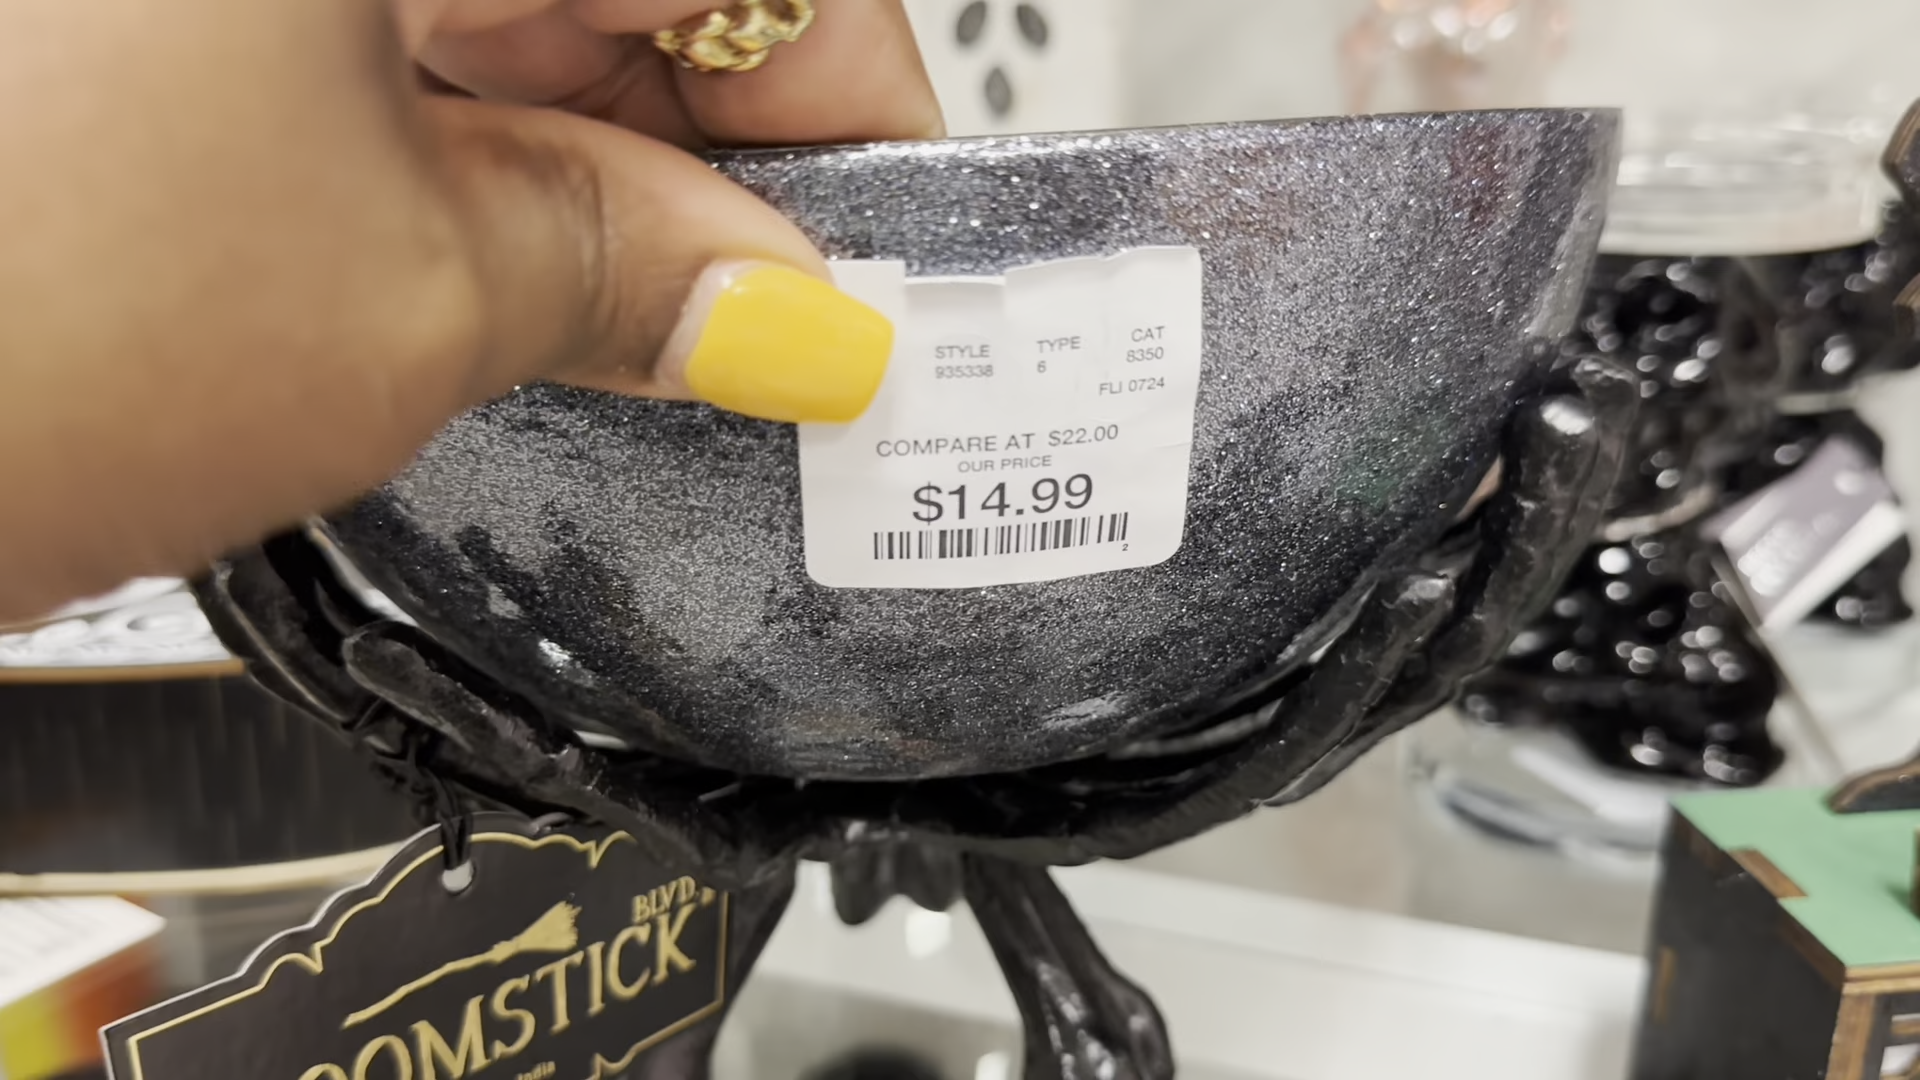 STYLE TYPE CAT
935338 6 8350
FLI 0724
COMPARE AT $22.00
OUR PRICE
$14.99
2
BLVD.
OOMSTICK
India